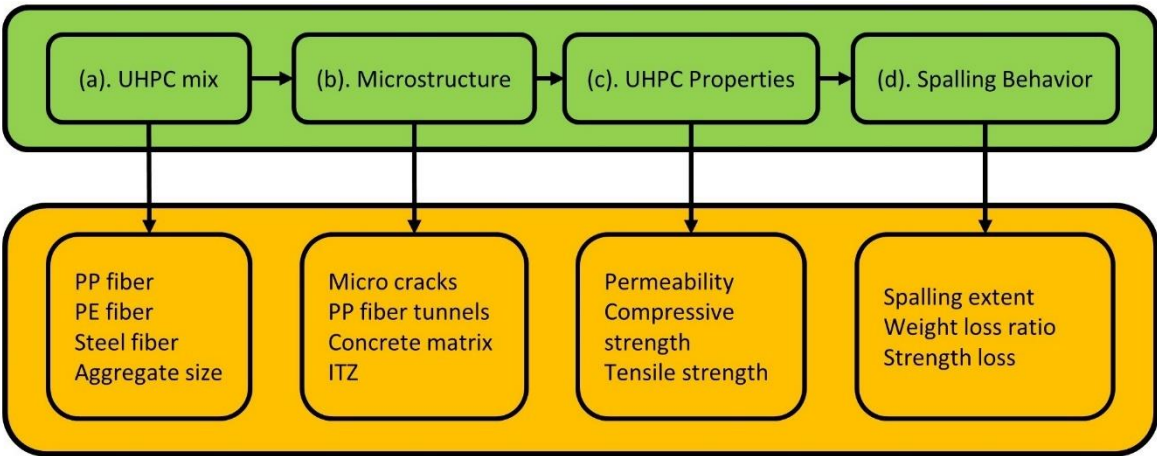 (a). UHPC mix
(b). Microstructure
(c). UHPC Properties
(d). Spalling Behavior
PP fiber
PE fiber
Steel fiber
Aggregate size
Micro cracks
PP fiber tunnels
Concrete matrix
ITZ
Permeability
Compressive
strength
Tensile strength
Spalling extent
Weight loss ratio
Strength loss